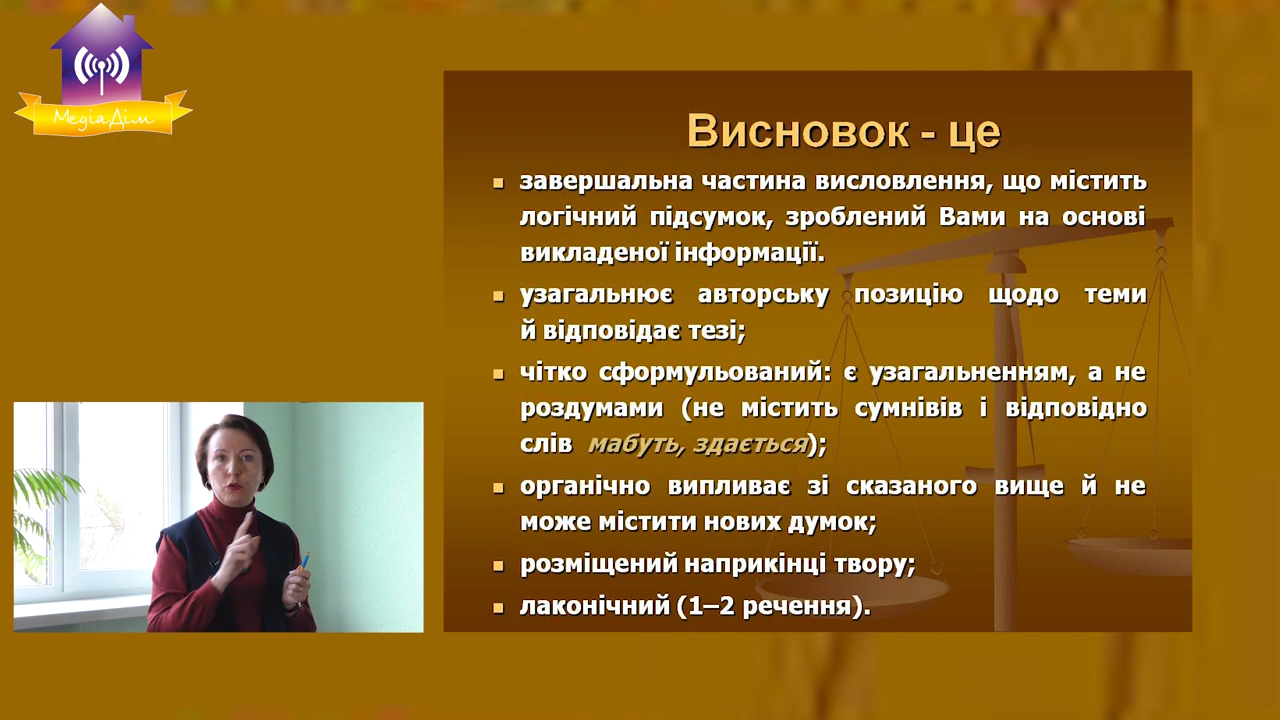 МедіаДім
Висновок - це
завершальна частина висловлення, що містить
логічний підсумок, зроблений Вами на основі
викладеної інформації.
узагальнює авторську позицію щодо теми
й відповідає тезі;
чітко сформульований: є узагальненням, а не
роздумами (не містить сумнівів і відповідно
слів мабуть, здається);
органічно випливає зі сказаного вище й не
може містити нових думок;
розміщений наприкінці твору;
лаконічний (1–2 речення).